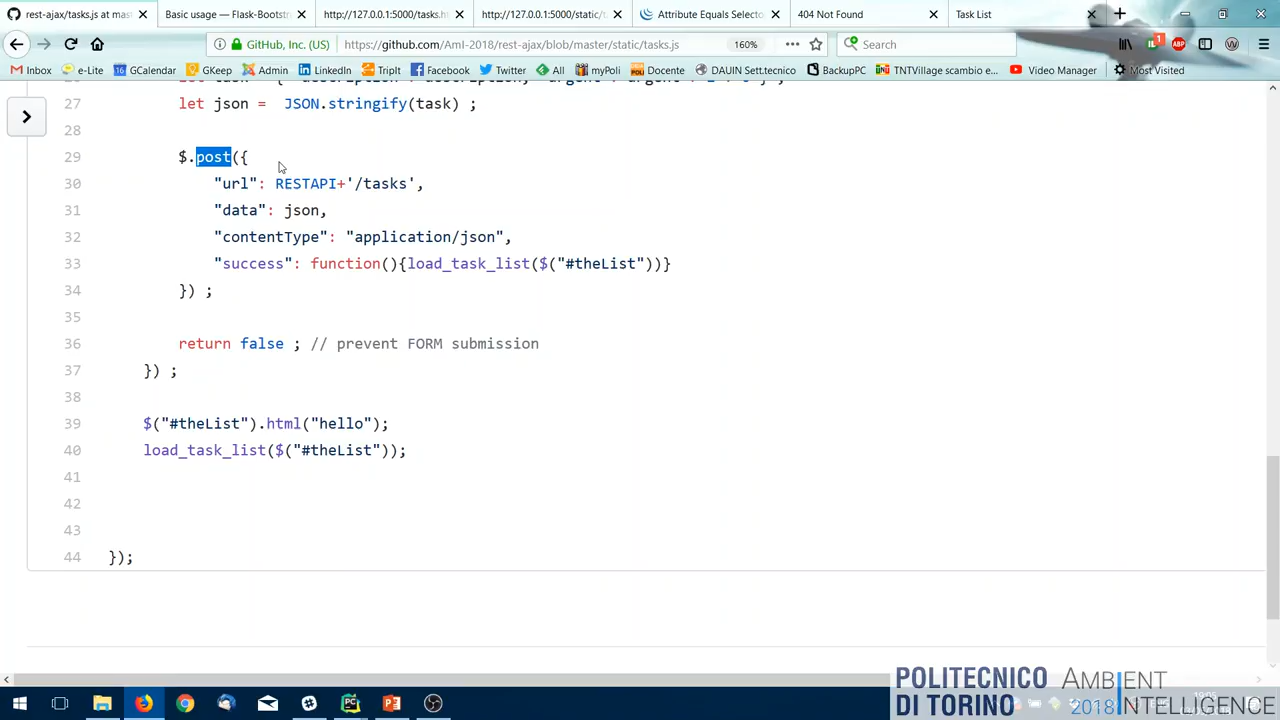 rest-ajax/tasks.js at mast
Basic usage — Flask-Bootstr
http://127.0.0.1:5000/tasks.ht
http://127.0.0.1:5000/static/t
Attribute Equals Selecto
404 Not Found
Task List
GitHub, Inc. (US)
https://github.com/AmI-2018/rest-ajax/blob/master/static/tasks.js
160%
Search
Inbox
e-Lite
GCalendar
GKeep
Admin
LinkedIn
TripIt
Facebook
Twitter
All
myPoli
Docente
DAUIN Sett.tecnico
BackupPC
TNTVillage scambio e...
Video Manager
Most Visited
27 let json = JSON.stringify(task) ;
28
29 $.post({
30 "url": RESTAPI+'/tasks',
31 "data": json,
32 "contentType": "application/json",
33 "success": function(){load_task_list($("#theList"))}
34 }) ;
35
36 return false ; // prevent FORM submission
37 }) ;
38
39 $("#theList").html("hello");
40 load_task_list($("#theList"));
41
42
43
44 });
POLITECNICO
DI TORINO
AMBIENT
2018 INTELLIGENCE